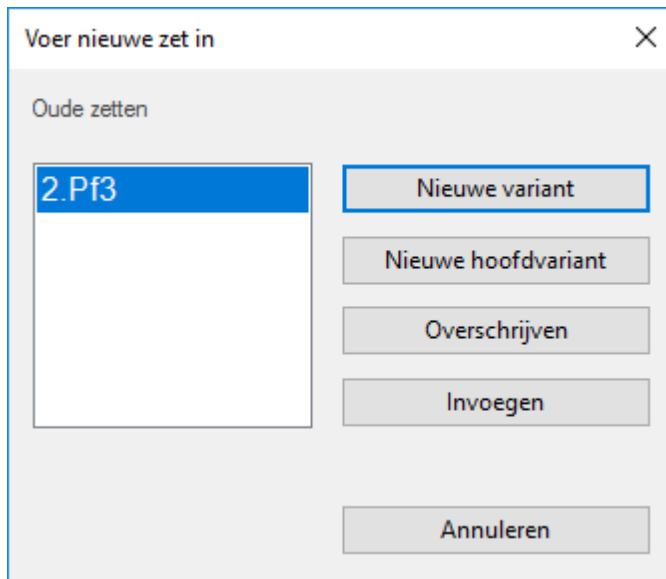 Voer nieuwe zet in
Oude zetten
2.Pf3
Nieuwe variant
Nieuwe hoofdvariant
Overschrijven
Invoegen
Annuleren